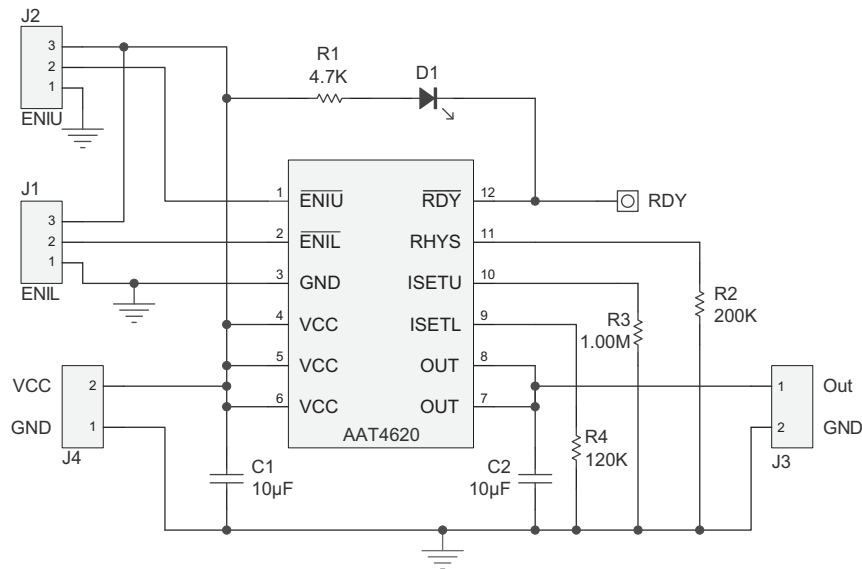 J2
3
2
1
ENIU
R1
4.7K
D1
J1
3
2
1
ENIL
1
ENIU
RDY
12
RDY
2
ENIL
RHYS
11
3
GND
ISETU
10
4
VCC
ISETL
9
5
VCC
OUT
8
6
VCC
OUT
7
AAT4620
R2
200K
R3
1.00M
R4
120K
VCC
2
GND
1
J4
1
Out
2
GND
J3
C1
10µF
C2
10µF